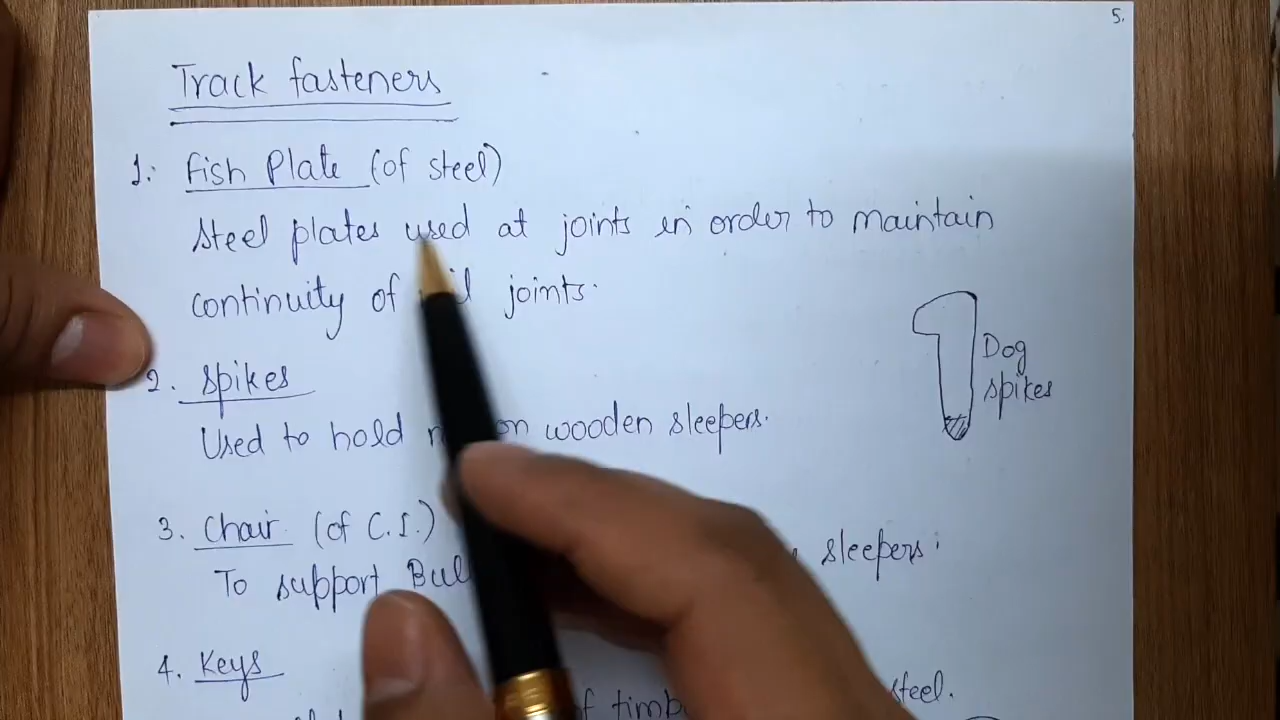 5.
Track fasteners
1. Fish Plate (of steel)
Steel plates used at joints in order to maintain
continuity of joints.
2. Spikes
Used to hold on wooden sleepers.
Dog
spikes
3. Chair (of C.I.)
To support sleepers
4. Keys
of steel.